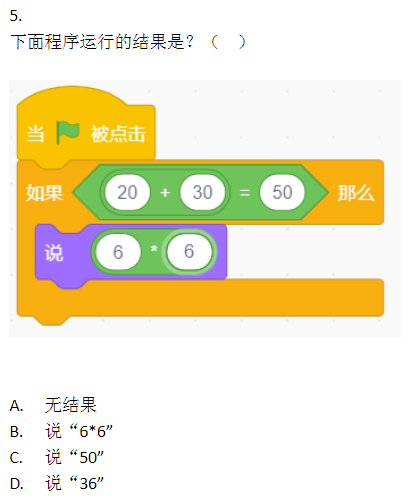 5.
下面程序运行的结果是？（ ）
当 被点击
如果 20 + 30 = 50 那么
说 6 * 6
A. 无结果
B. 说“6*6”
C. 说“50”
D. 说“36”